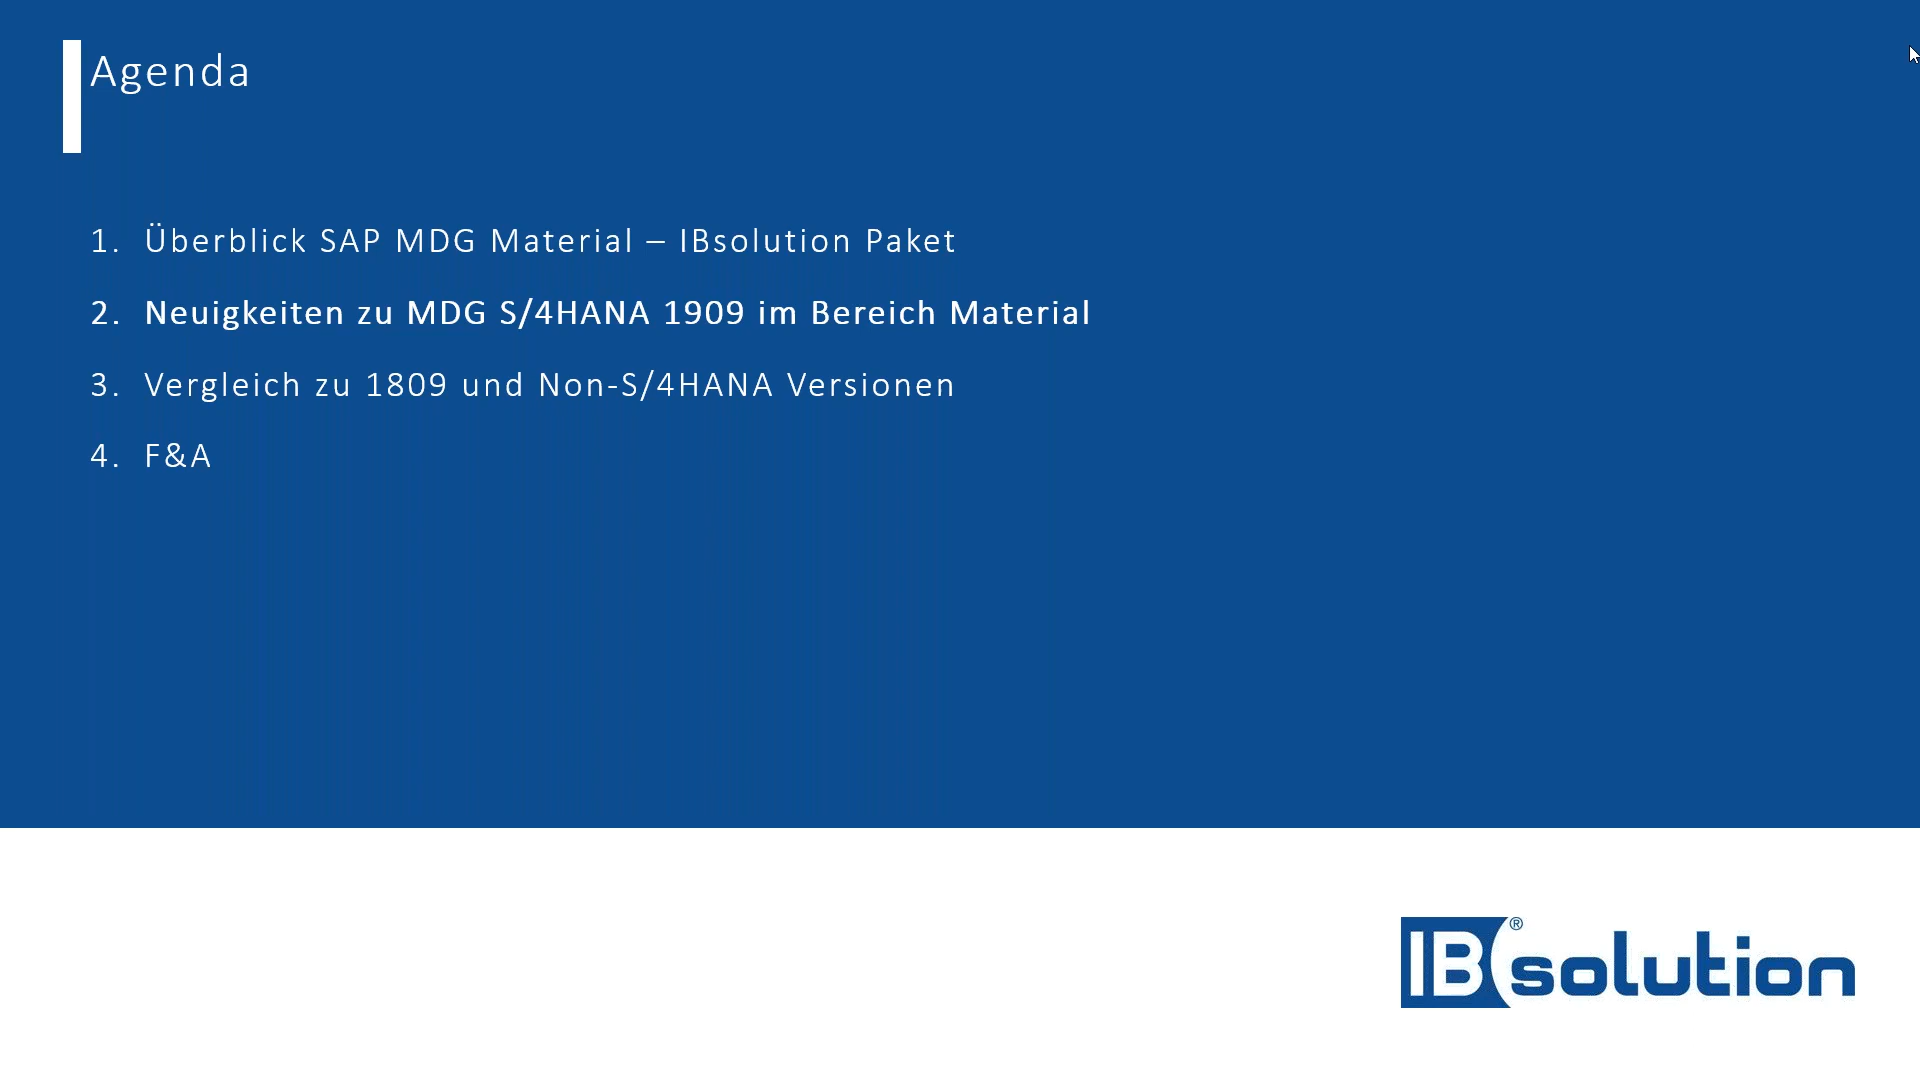 Agenda
1. Überblick SAP MDG Material – IBsolution Paket
2. Neuigkeiten zu MDG S/4HANA 1909 im Bereich Material
3. Vergleich zu 1809 und Non-S/4HANA Versionen
4. F&A
IBsolution®